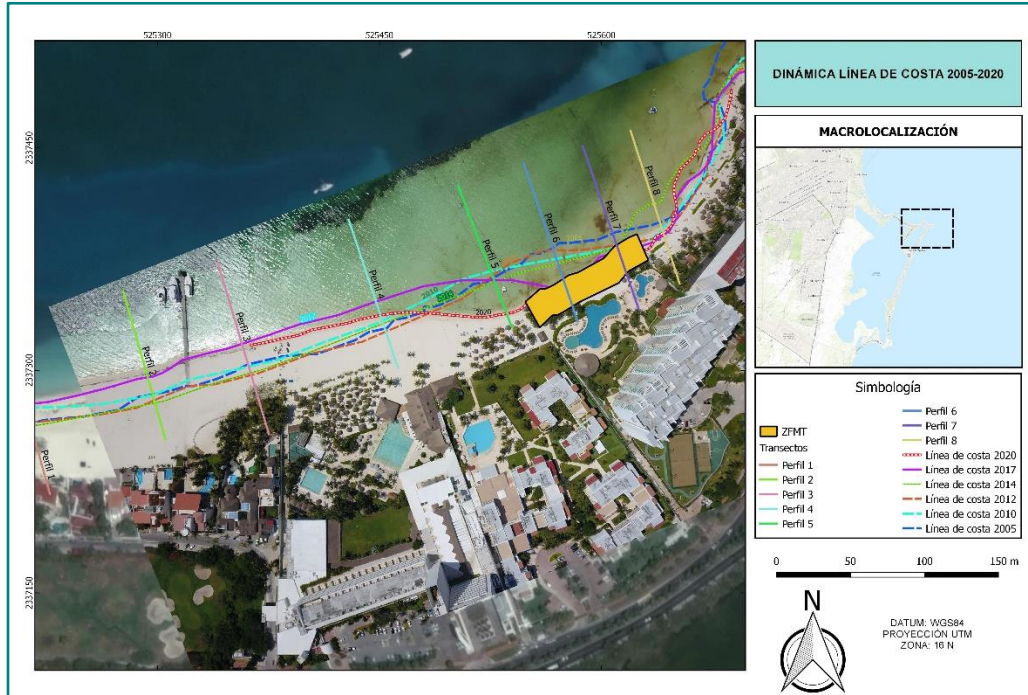 525300
525450
525600
2337450
2337300
2337150
Perfil
Perfil 2
Perfil 3
Perfil 4
Perfil 5
Perfil 6
Perfil 7
Perfil 8
2017
2010
2020
DINÁMICA LÍNEA DE COSTA 2005-2020
MACROLOCALIZACIÓN
Simbología
ZFMT
Transectos
Perfil 1
Perfil 2
Perfil 3
Perfil 4
Perfil 5
Perfil 6
Perfil 7
Perfil 8
Línea de costa 2020
Línea de costa 2017
Línea de costa 2014
Línea de costa 2012
Línea de costa 2010
Línea de costa 2005
0 50 100 150 m
N
DATUM: WGS84
PROYECCIÓN UTM
ZONA: 16 N